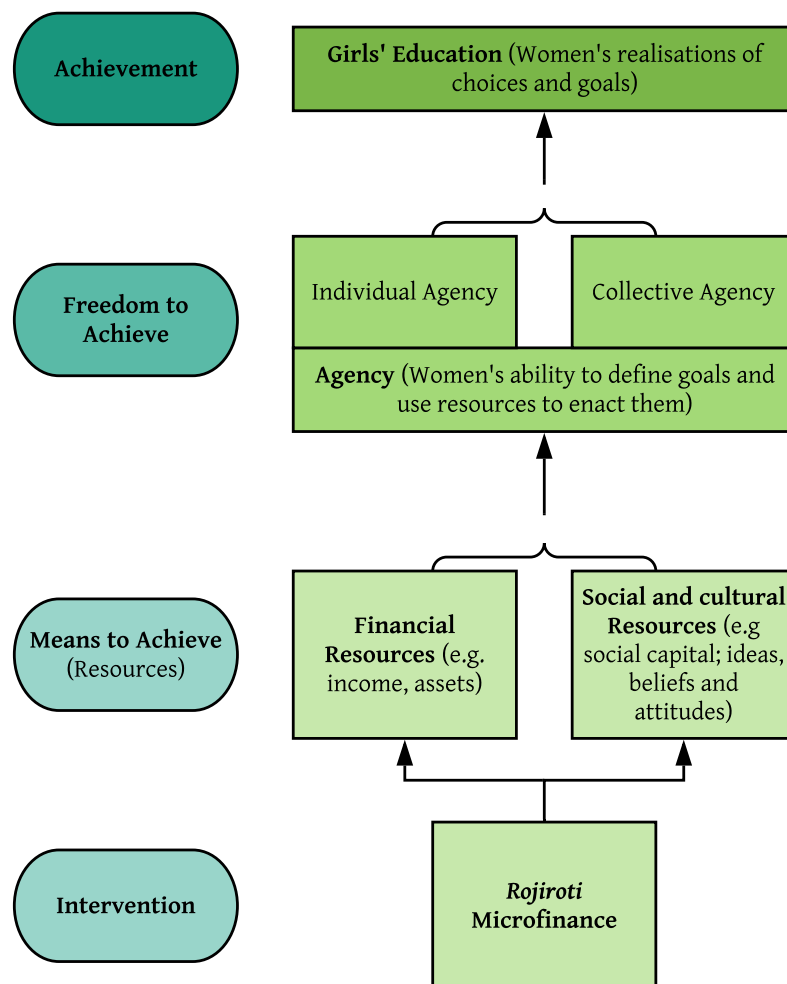 Achievement
Girls' Education (Women's realisations of
choices and goals)
Freedom to
Achieve
Individual Agency
Collective Agency
Agency (Women's ability to define goals and
use resources to enact them)
Means to Achieve
(Resources)
Financial
Resources (e.g.
income, assets)
Social and cultural
Resources (e.g
social capital; ideas,
beliefs and
attitudes)
Intervention
Rojiroti
Microfinance